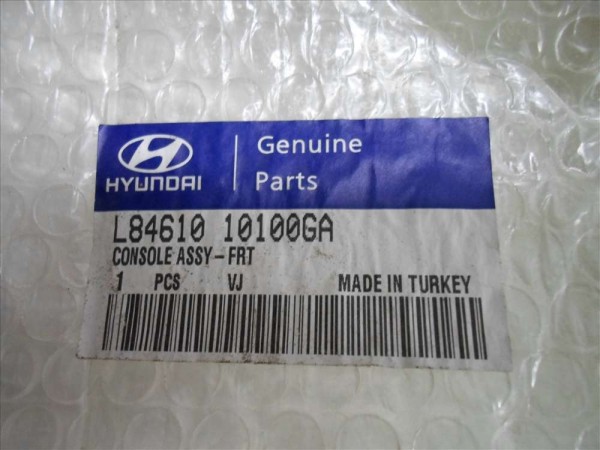 HYUNDAI
Genuine
Parts
L84610 10100GA
CONSOLE ASSY-FRT
1 PCS VJ MADE IN TURKEY